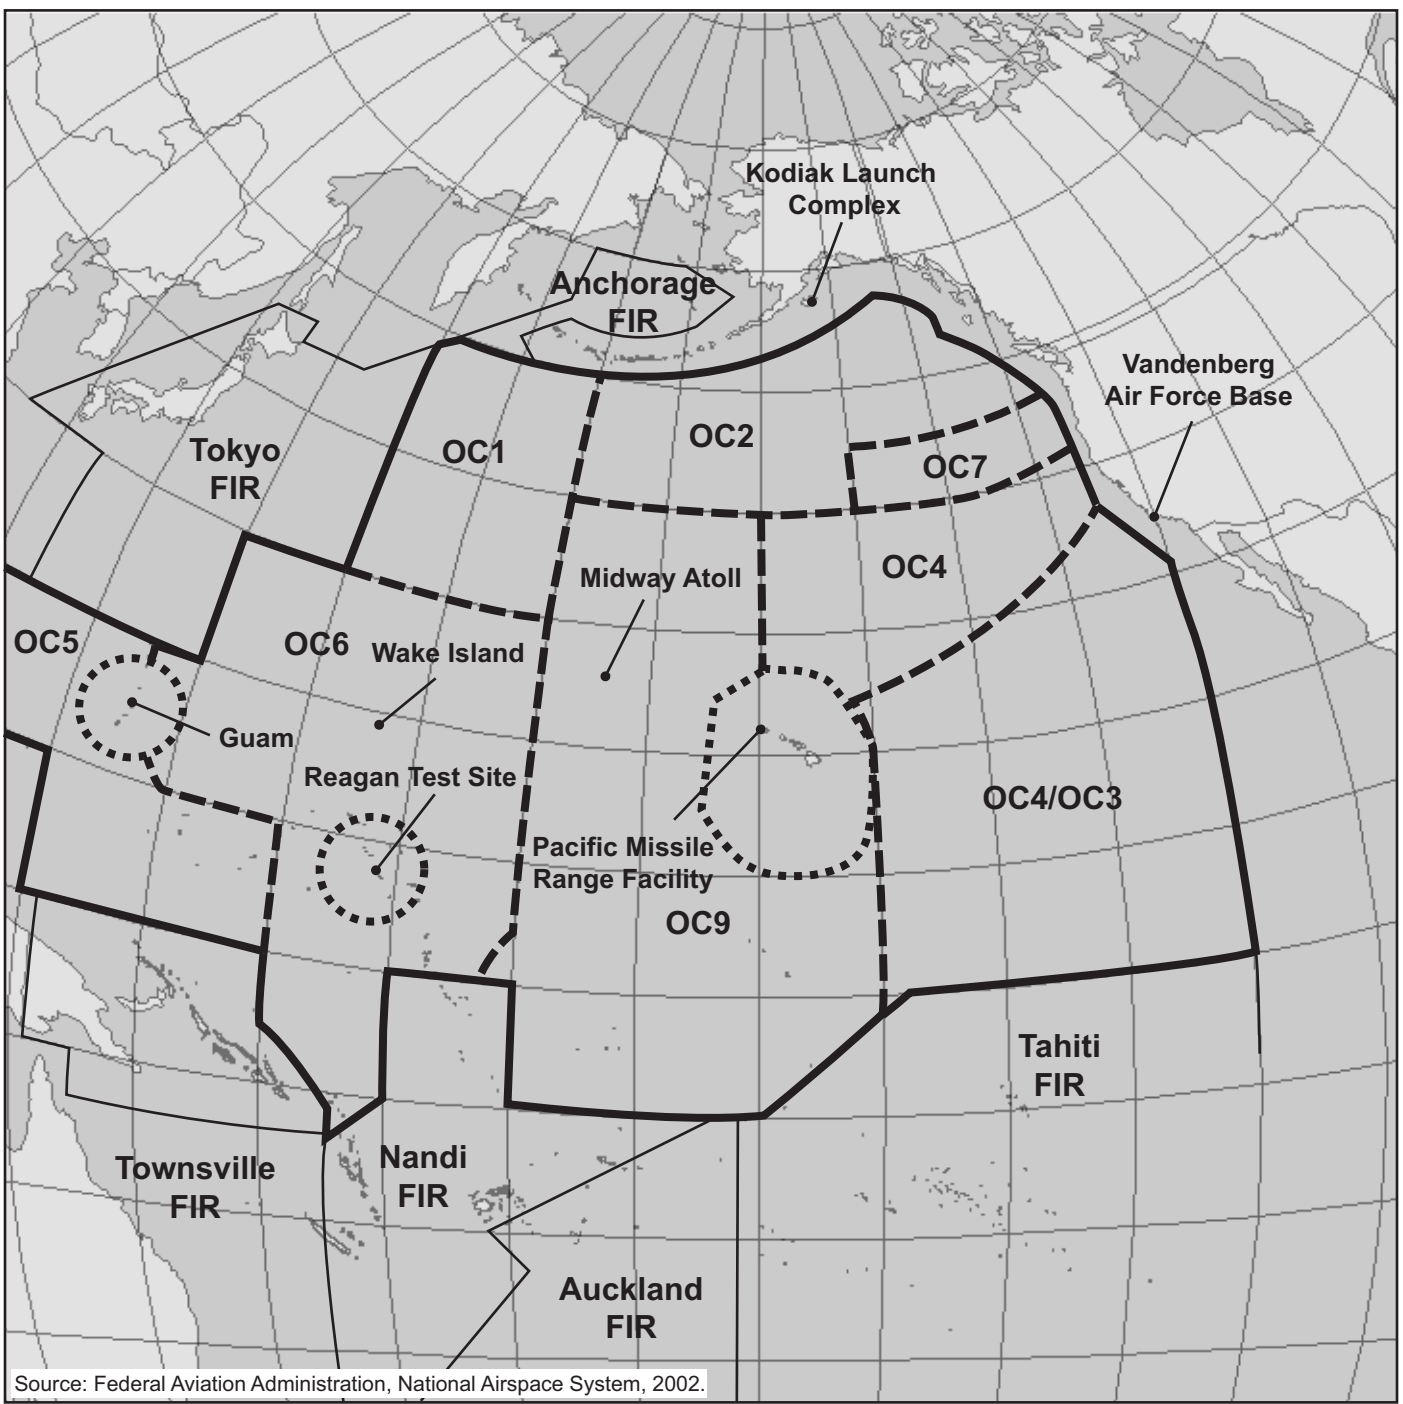 Kodiak Launch
Complex
Anchorage
FIR
Vandenberg
Air Force Base
Tokyo
FIR
OC1
OC2
OC7
OC4
Midway Atoll
OC5
OC6
Wake Island
Guam
Reagan Test Site
Pacific Missile
Range Facility
OC4/OC3
OC9
Tahiti
FIR
Townsville
FIR
Nandi
FIR
Auckland
FIR
Source: Federal Aviation Administration, National Airspace System, 2002.